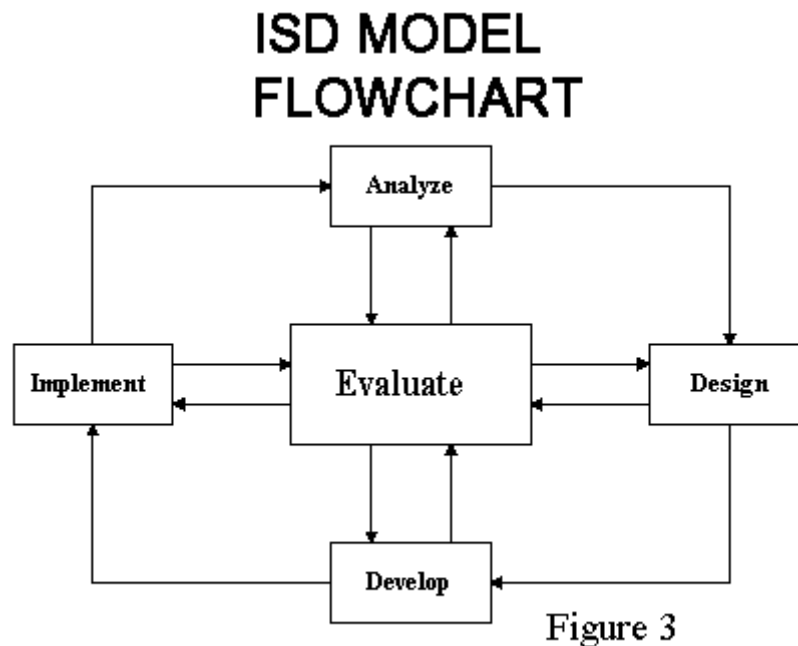 ISD MODEL
FLOWCHART
Analyze
Implement
Evaluate
Design
Develop
Figure 3